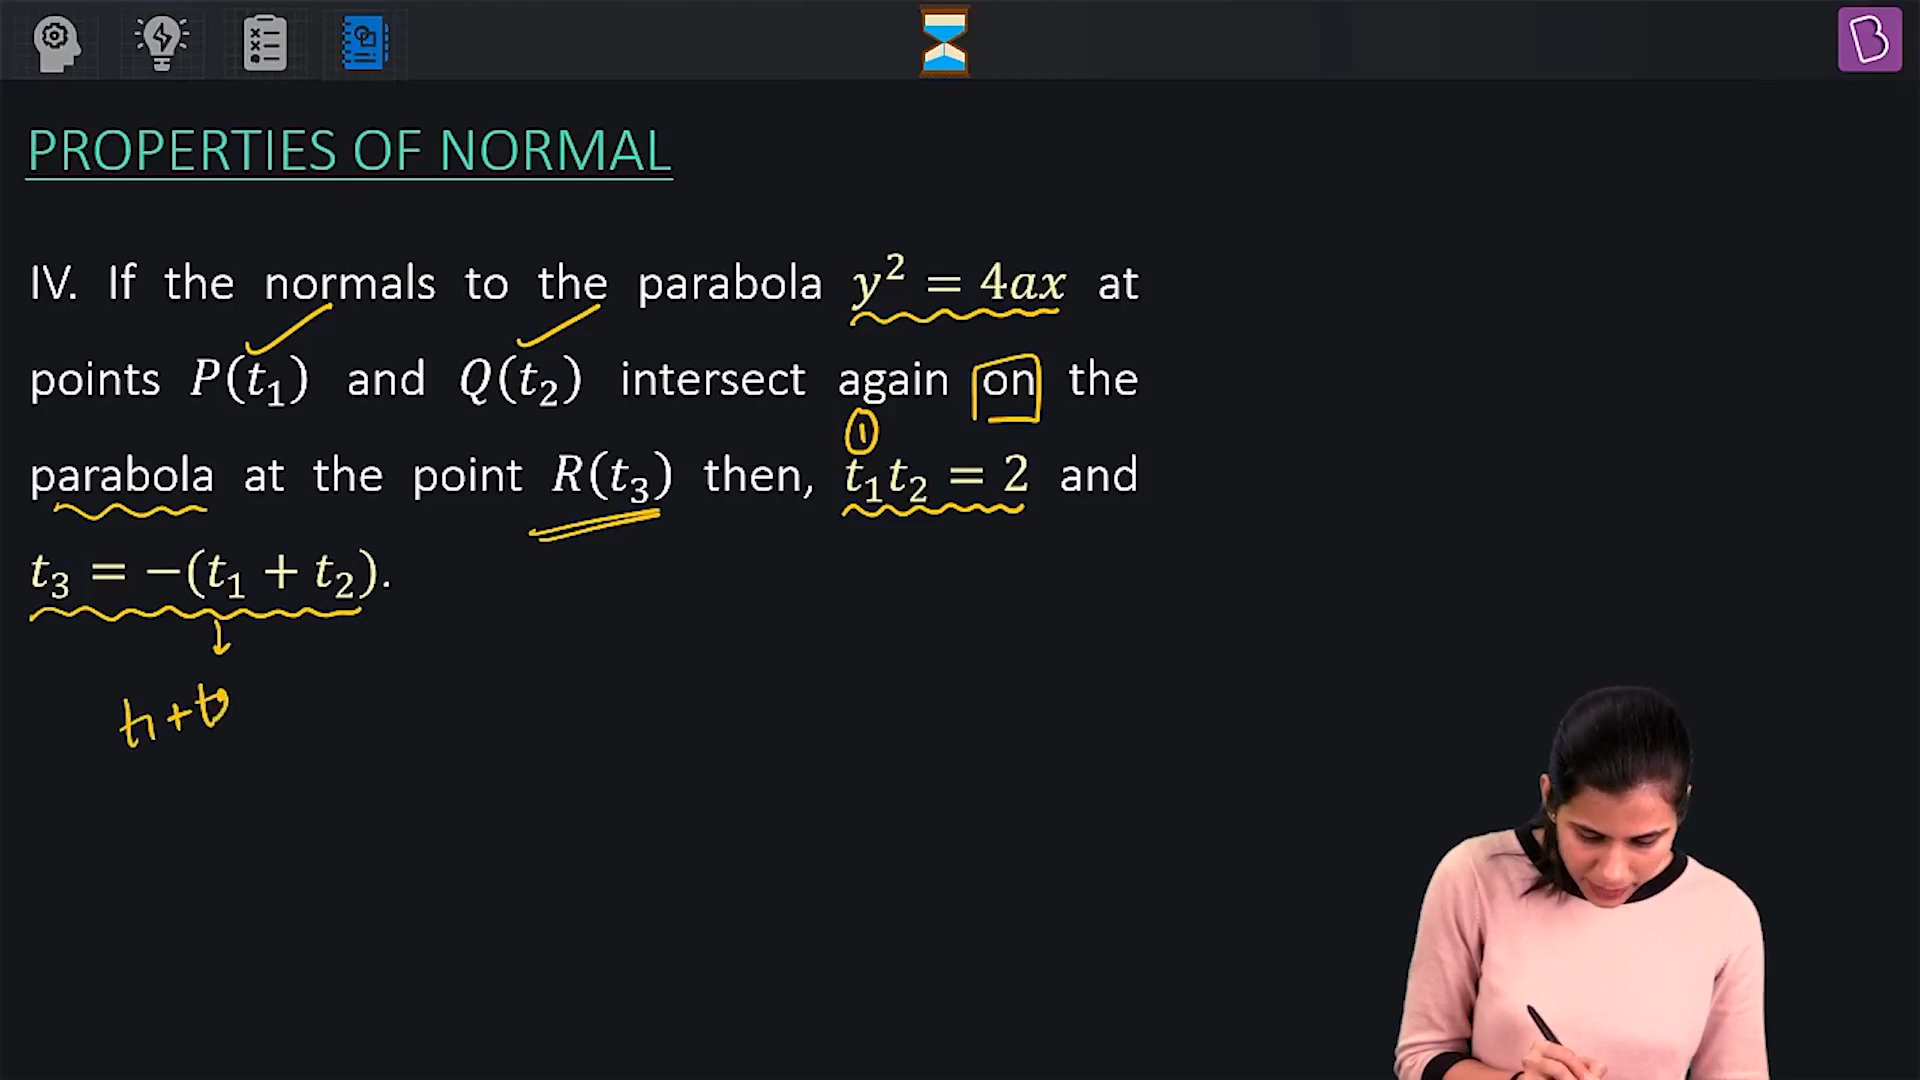 PROPERTIES OF NORMAL
IV. If the normals to the parabola y² = 4ax at
points P(t₁) and Q(t₂) intersect again on the
①
parabola at the point R(t₃) then, t₁t₂ = 2 and
t₃ = −(t₁ + t₂).
↓
t₁+t